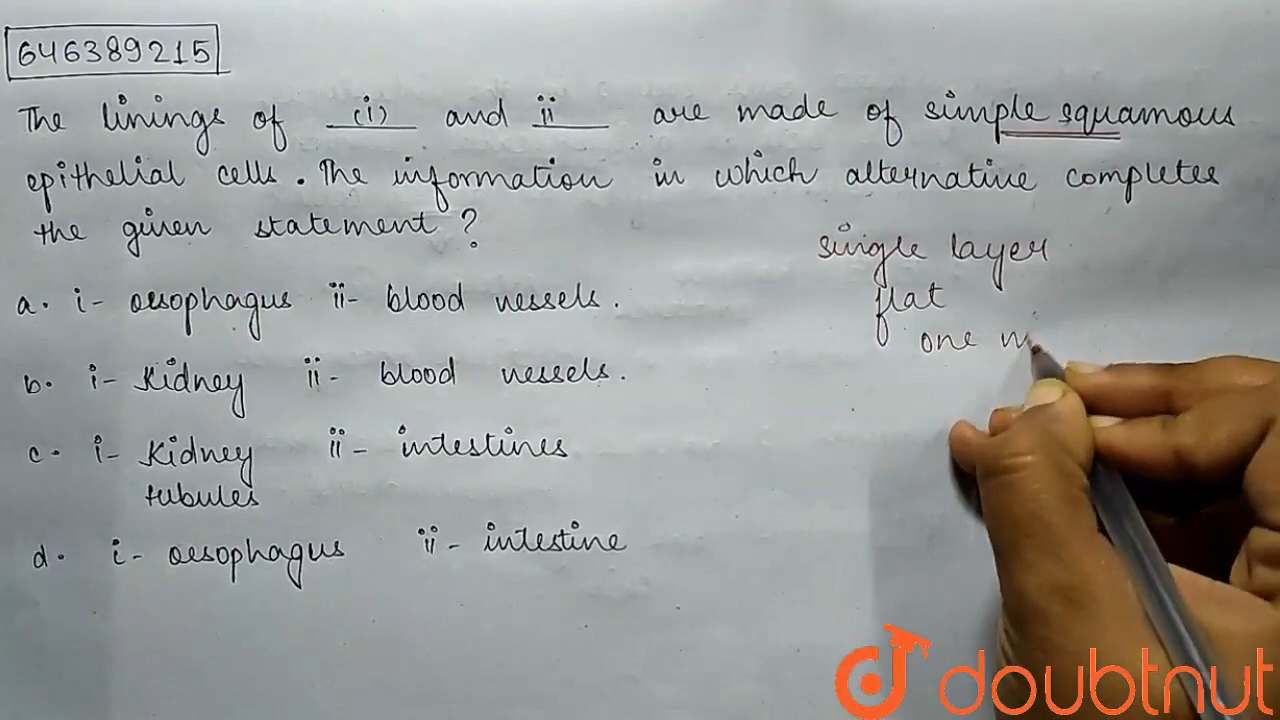 646389215
The linings of (i) and ii are made of simple squamous
epithelial cells. The information in which alternative completes
the given statement?
single layer
flat
one
a. i- oesophagus ii- blood vessels.
b. i- Kidney ii- blood vessels.
c. i- Kidney ii- intestines
tubules
d. i- oesophagus ii- intestine
doubtnut